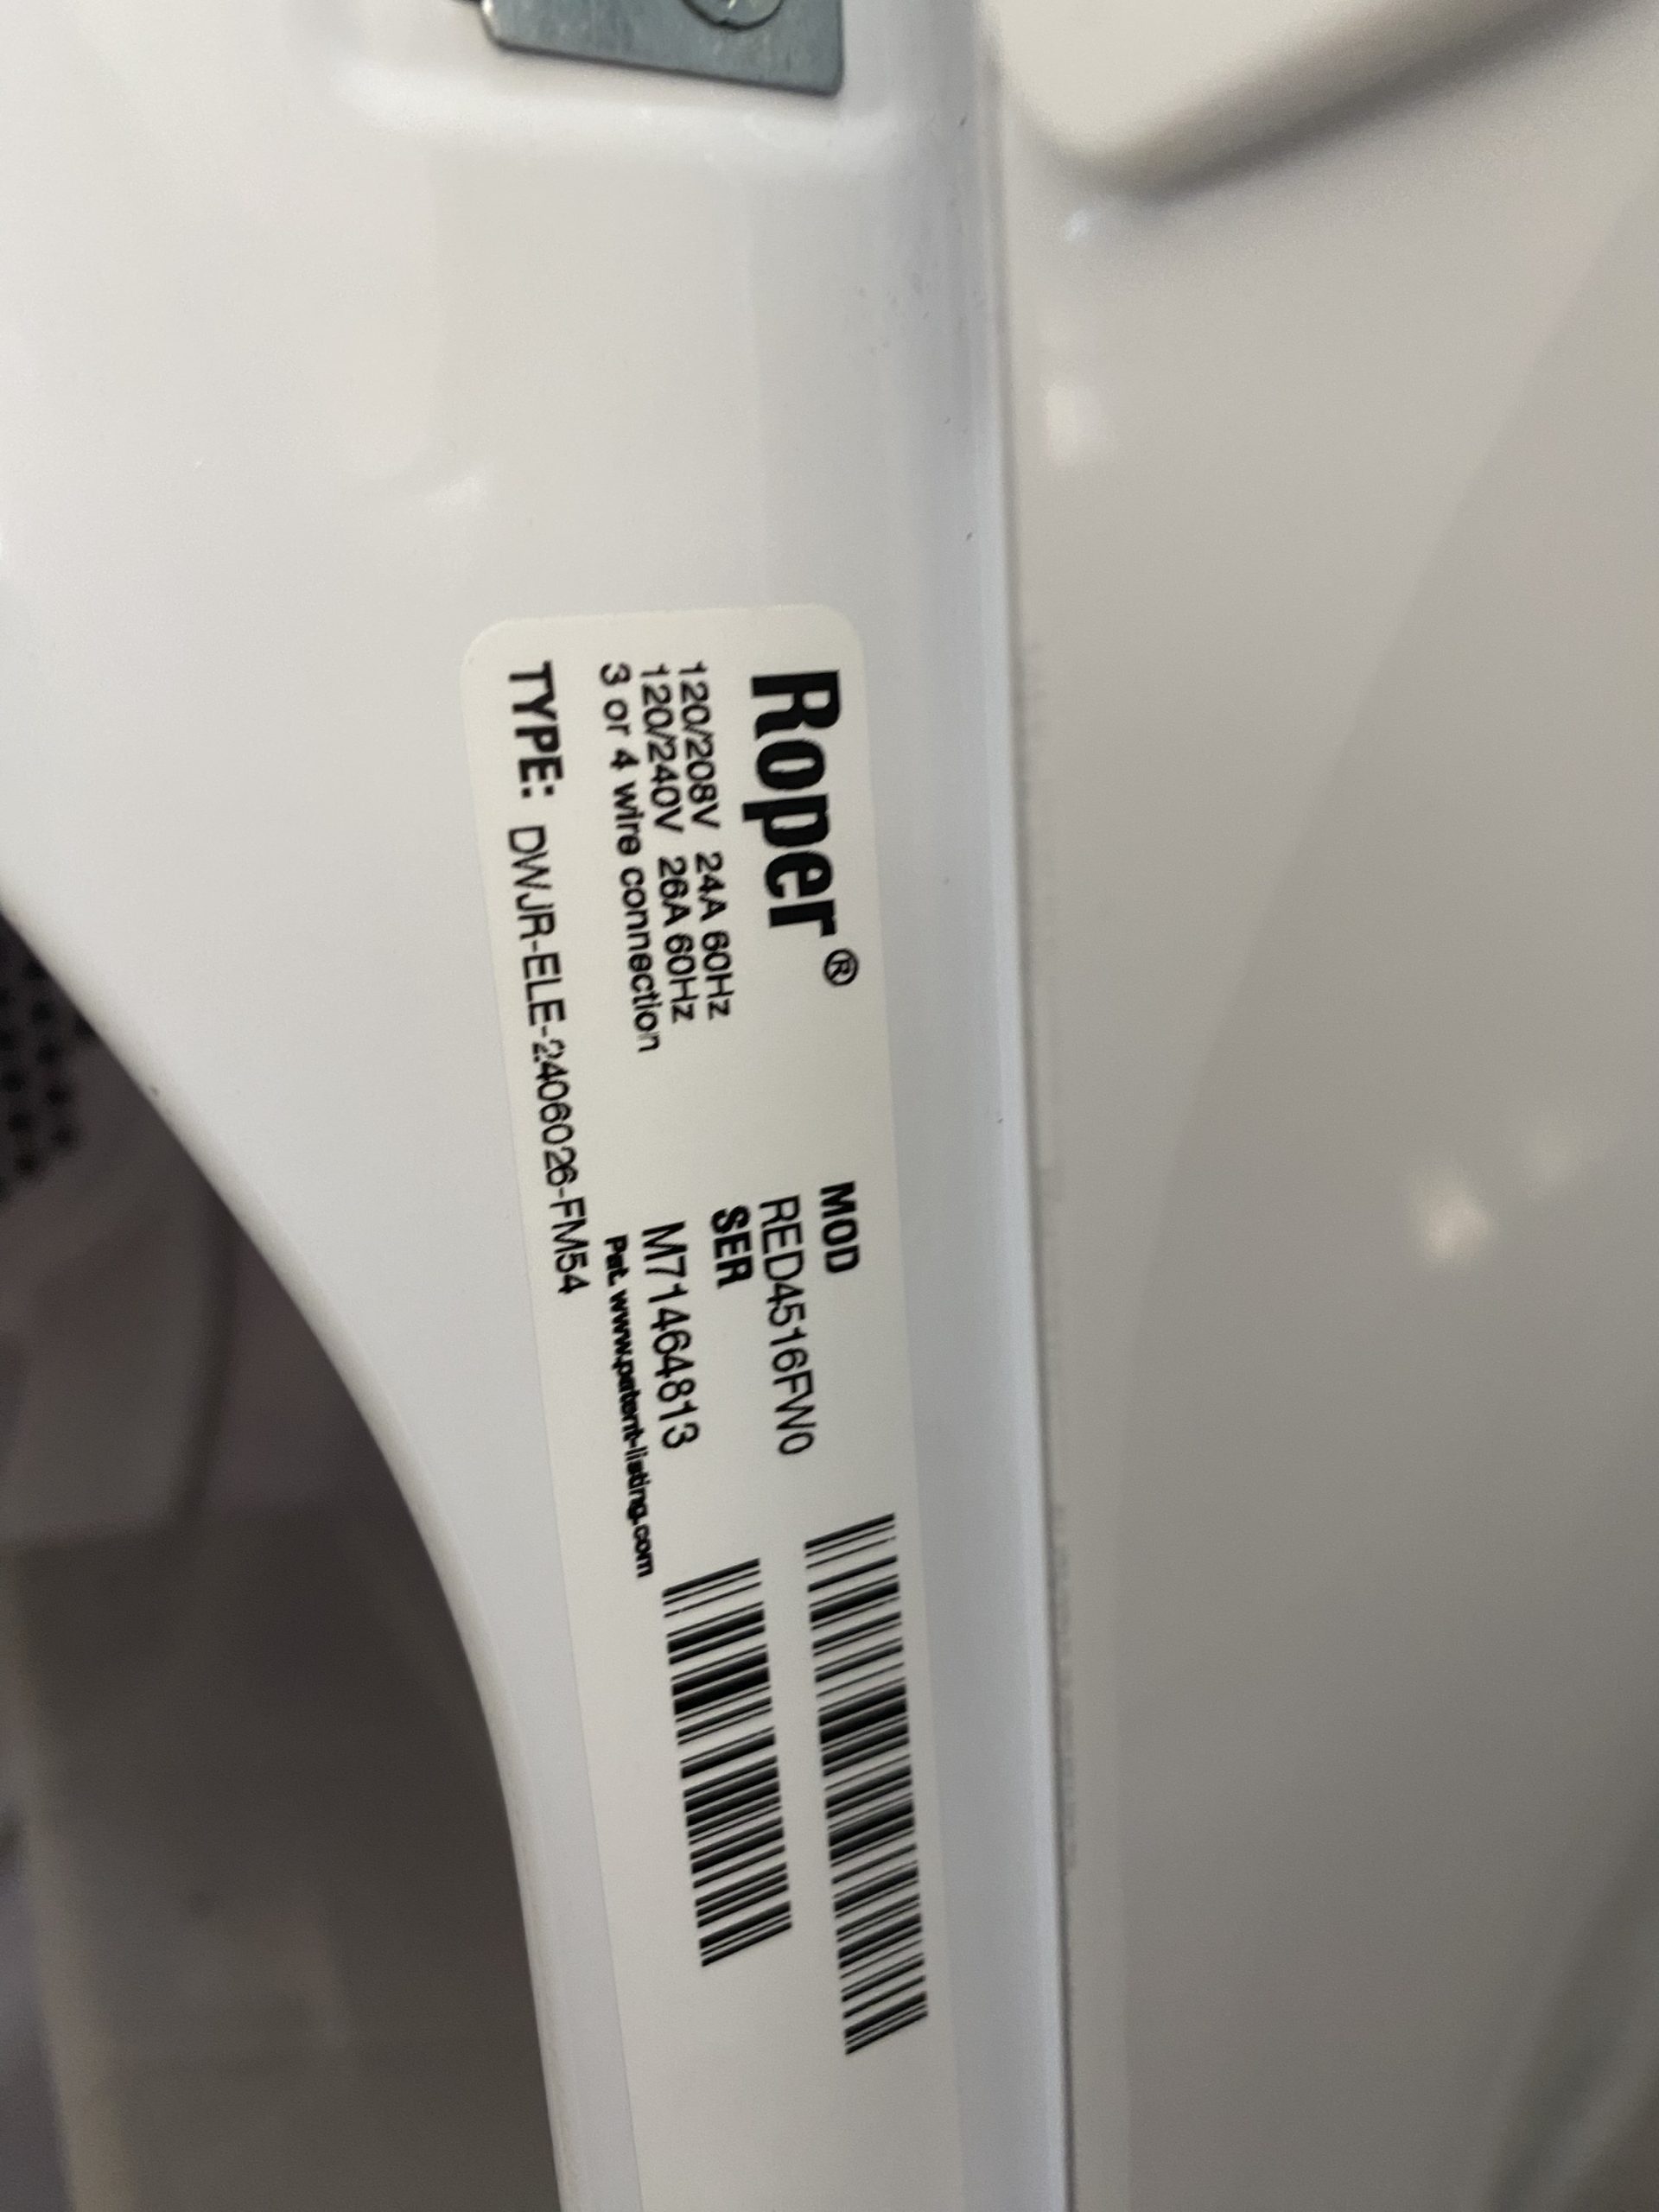 Roper®
120/208V 24A 60Hz
120/240V 26A 60Hz
3 or 4 wire connection
TYPE: DWJR-ELE-2406026-FM54
MOD
RED4516FW0
SER
M71464813
Pat. www.patent-listing.com